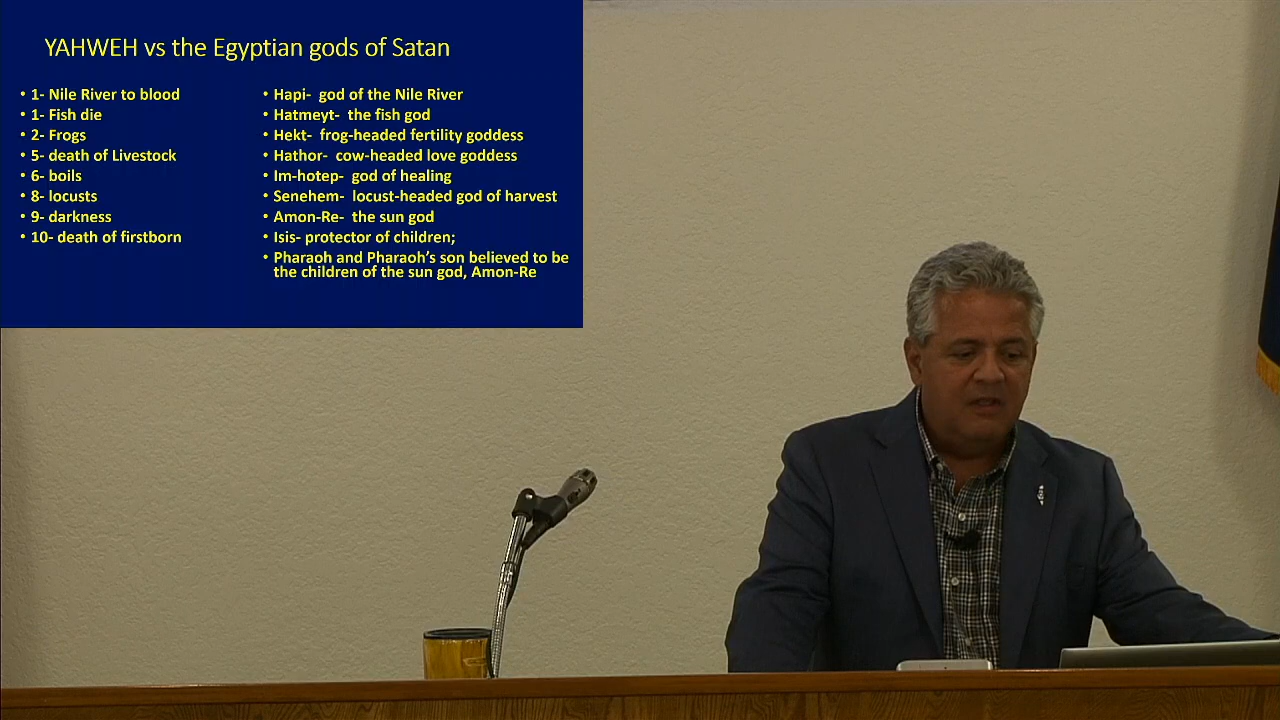 YAHWEH vs the Egyptian gods of Satan
• 1- Nile River to blood
• 1- Fish die
• 2- Frogs
• 5- death of Livestock
• 6- boils
• 8- locusts
• 9- darkness
• 10- death of firstborn
• Hapi- god of the Nile River
• Hatmeyt- the fish god
• Hekt- frog-headed fertility goddess
• Hathor- cow-headed love goddess
• Im-hotep- god of healing
• Senehem- locust-headed god of harvest
• Amon-Re- the sun god
• Isis- protector of children;
• Pharaoh and Pharaoh's son believed to be
the children of the sun god, Amon-Re